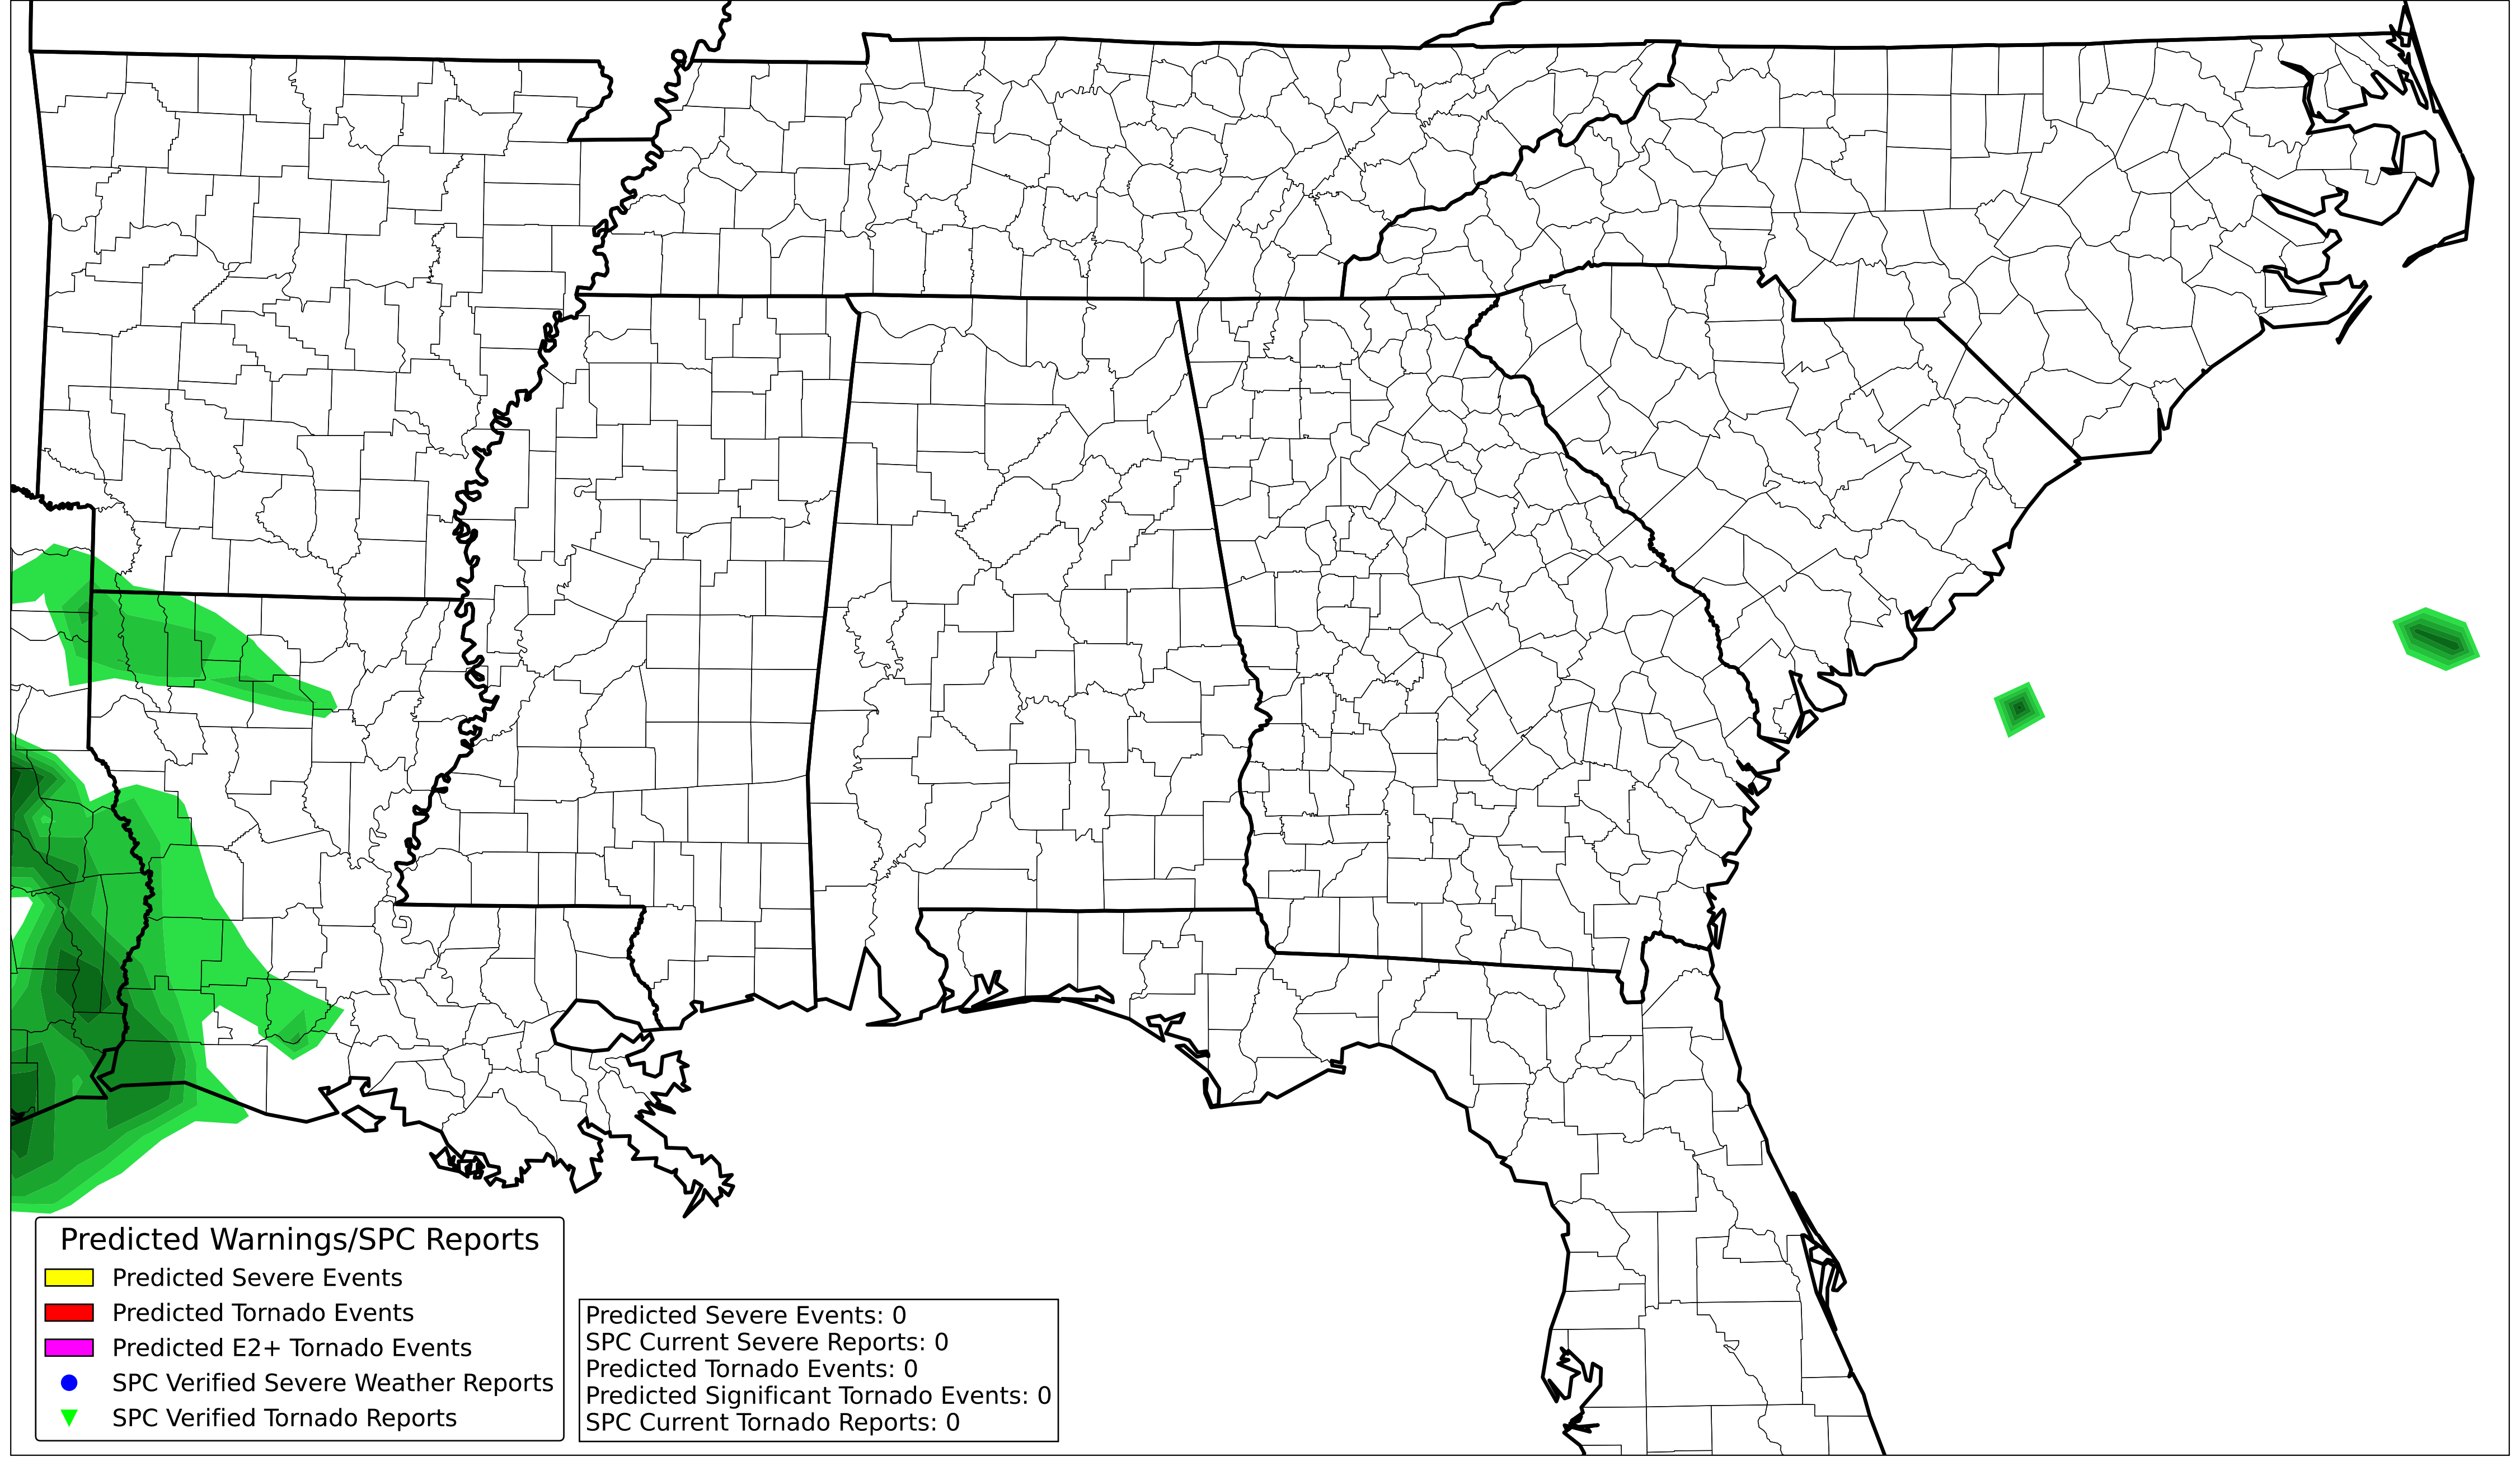 Predicted Warnings/SPC Reports
Predicted Severe Events
Predicted Tornado Events
Predicted E2+ Tornado Events
SPC Verified Severe Weather Reports
SPC Verified Tornado Reports
Predicted Severe Events: 0
SPC Current Severe Reports: 0
Predicted Tornado Events: 0
Predicted Significant Tornado Events: 0
SPC Current Tornado Reports: 0